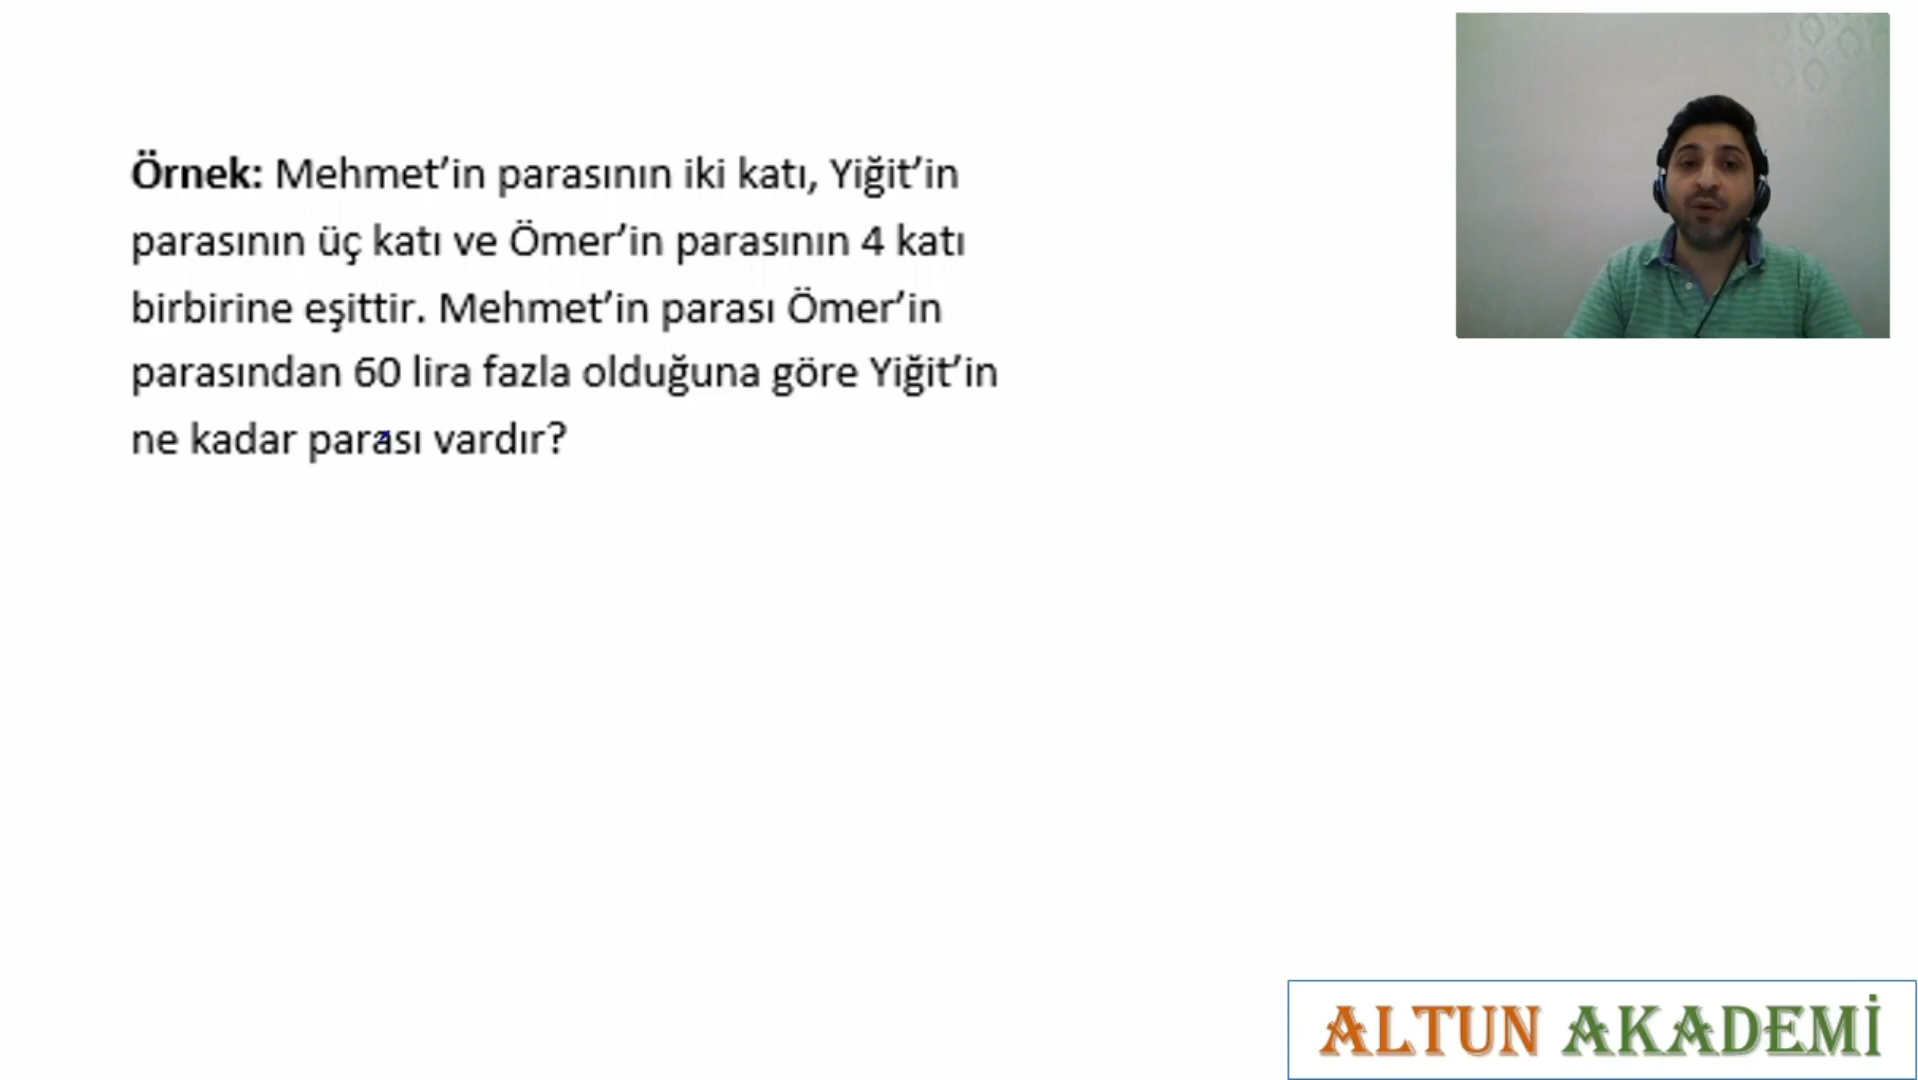 Örnek: Mehmet’in parasının iki katı, Yiğit’in
parasının üç katı ve Ömer’in parasının 4 katı
birbirine eşittir. Mehmet’in parası Ömer’in
parasından 60 lira fazla olduğuna göre Yiğit’in
ne kadar parası vardır?
ALTUN AKADEMİ